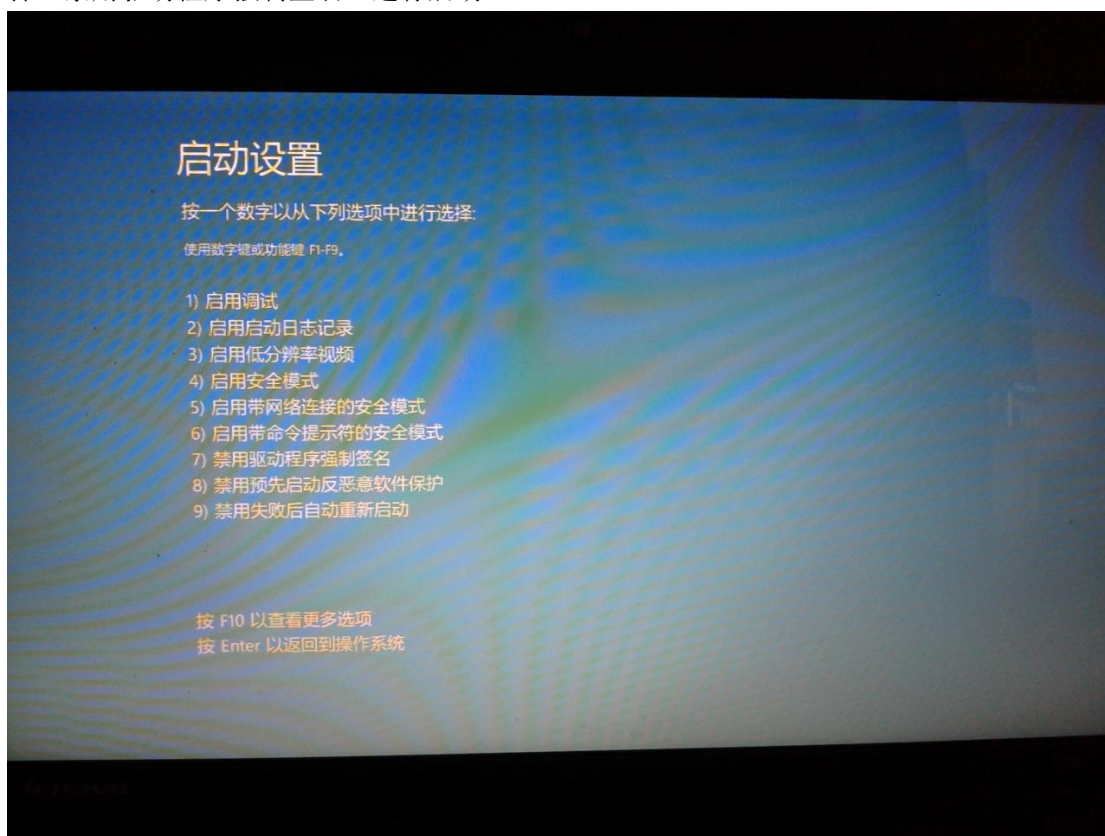 启动设置
按一个数字以从下列选项中进行选择:
使用数字键或功能键 F1-F9。
1) 启用调试
2) 启用启动日志记录
3) 启用低分辨率视频
4) 启用安全模式
5) 启用带网络连接的安全模式
6) 启用带命令提示符的安全模式
7) 禁用驱动程序强制签名
8) 禁用预先启动反恶意软件保护
9) 禁用失败后自动重新启动
按 F10 以查看更多选项
按 Enter 以返回到操作系统
lenovo